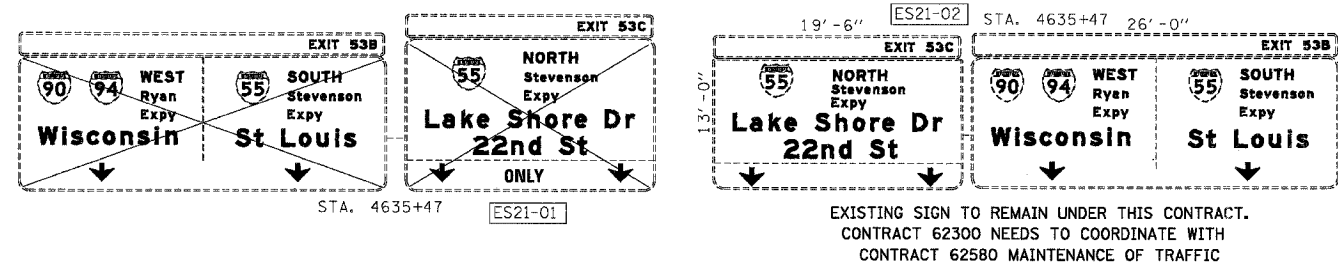 EXIT 53B
90 94 WEST
Ryan
Expy
Wisconsin
55 SOUTH
Stevenson
Expy
St Louis
EXIT 53C
55 NORTH
Stevenson
Expy
Lake Shore Dr
22nd St
ONLY
STA. 4635+47 ES21-01
19'-6" ES21-02 STA. 4635+47 26'-0"
13'-0"
EXIT 53C
55 NORTH
Stevenson
Expy
Lake Shore Dr
22nd St
EXIT 53B
90 94 WEST
Ryan
Expy
Wisconsin
55 SOUTH
Stevenson
Expy
St Louis
EXISTING SIGN TO REMAIN UNDER THIS CONTRACT.
CONTRACT 62300 NEEDS TO COORDINATE WITH
CONTRACT 62580 MAINTENANCE OF TRAFFIC